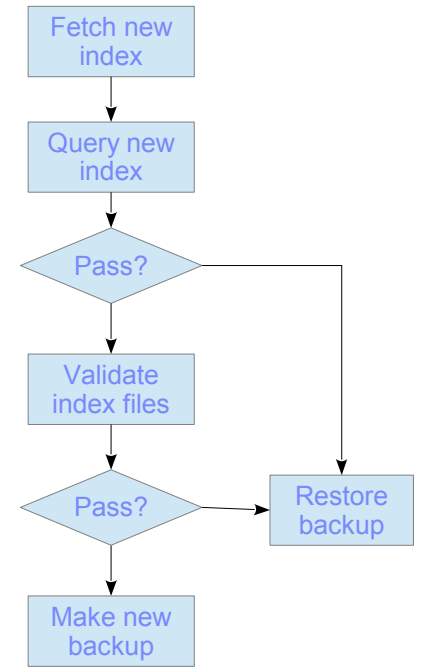 Fetch new
index
Query new
index
Pass?
Validate
index files
Pass?
Restore
backup
Make new
backup